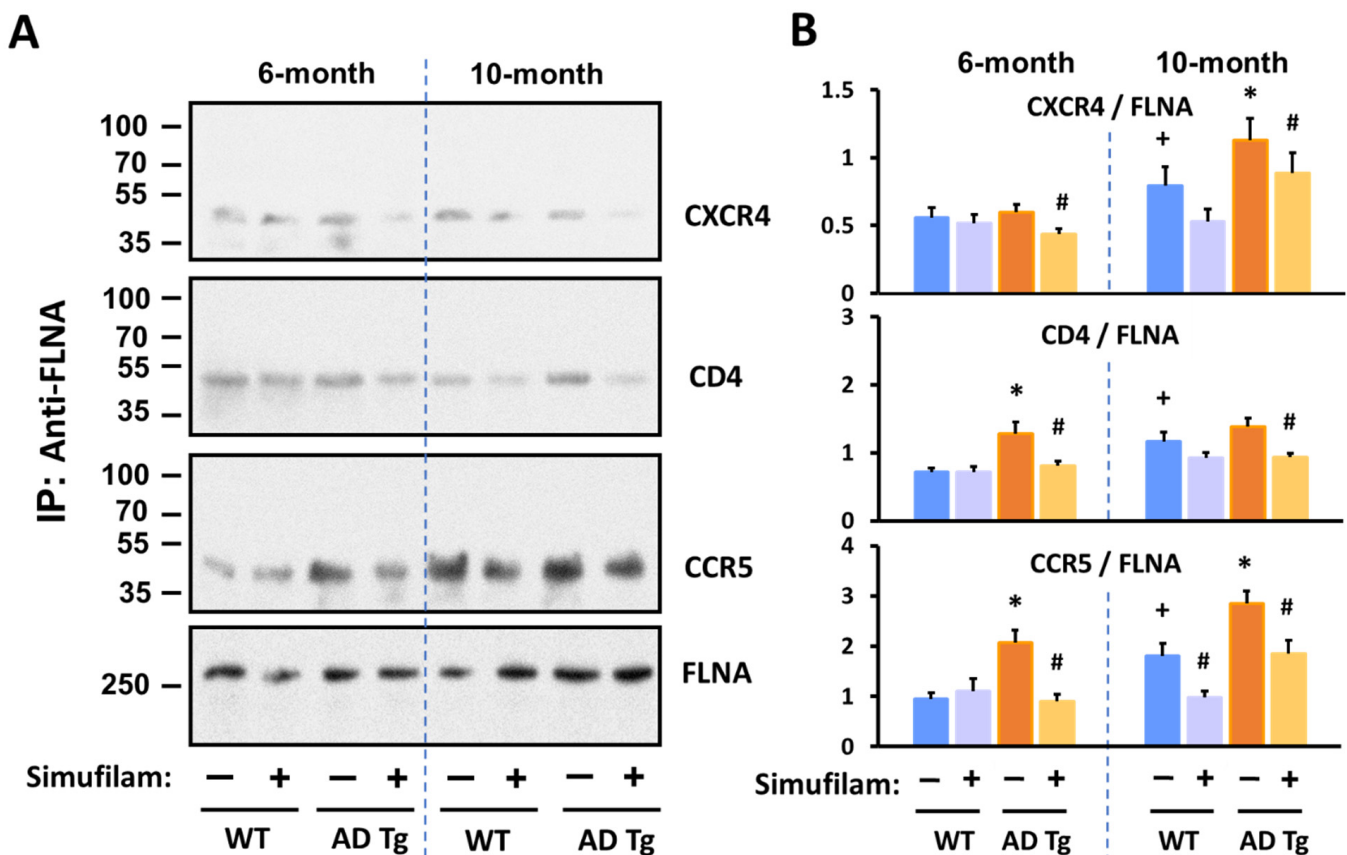 A
6-month 10-month
100 –
70 –
55 –
35 –
CXCR4
100 –
70 –
55 –
35 –
CD4
100 –
70 –
55 –
35 –
CCR5
250 –
FLNA
IP: Anti-FLNA
Simufilam: – + – + – + – +
WT AD Tg WT AD Tg
B
6-month 10-month
CXCR4 / FLNA
1.5
1
0.5
0
# + * #
CD4 / FLNA
3
2
1
0
* # + #
CCR5 / FLNA
4
3
2
1
0
* # + # * #
Simufilam: – + – + – + – +
WT AD Tg WT AD Tg